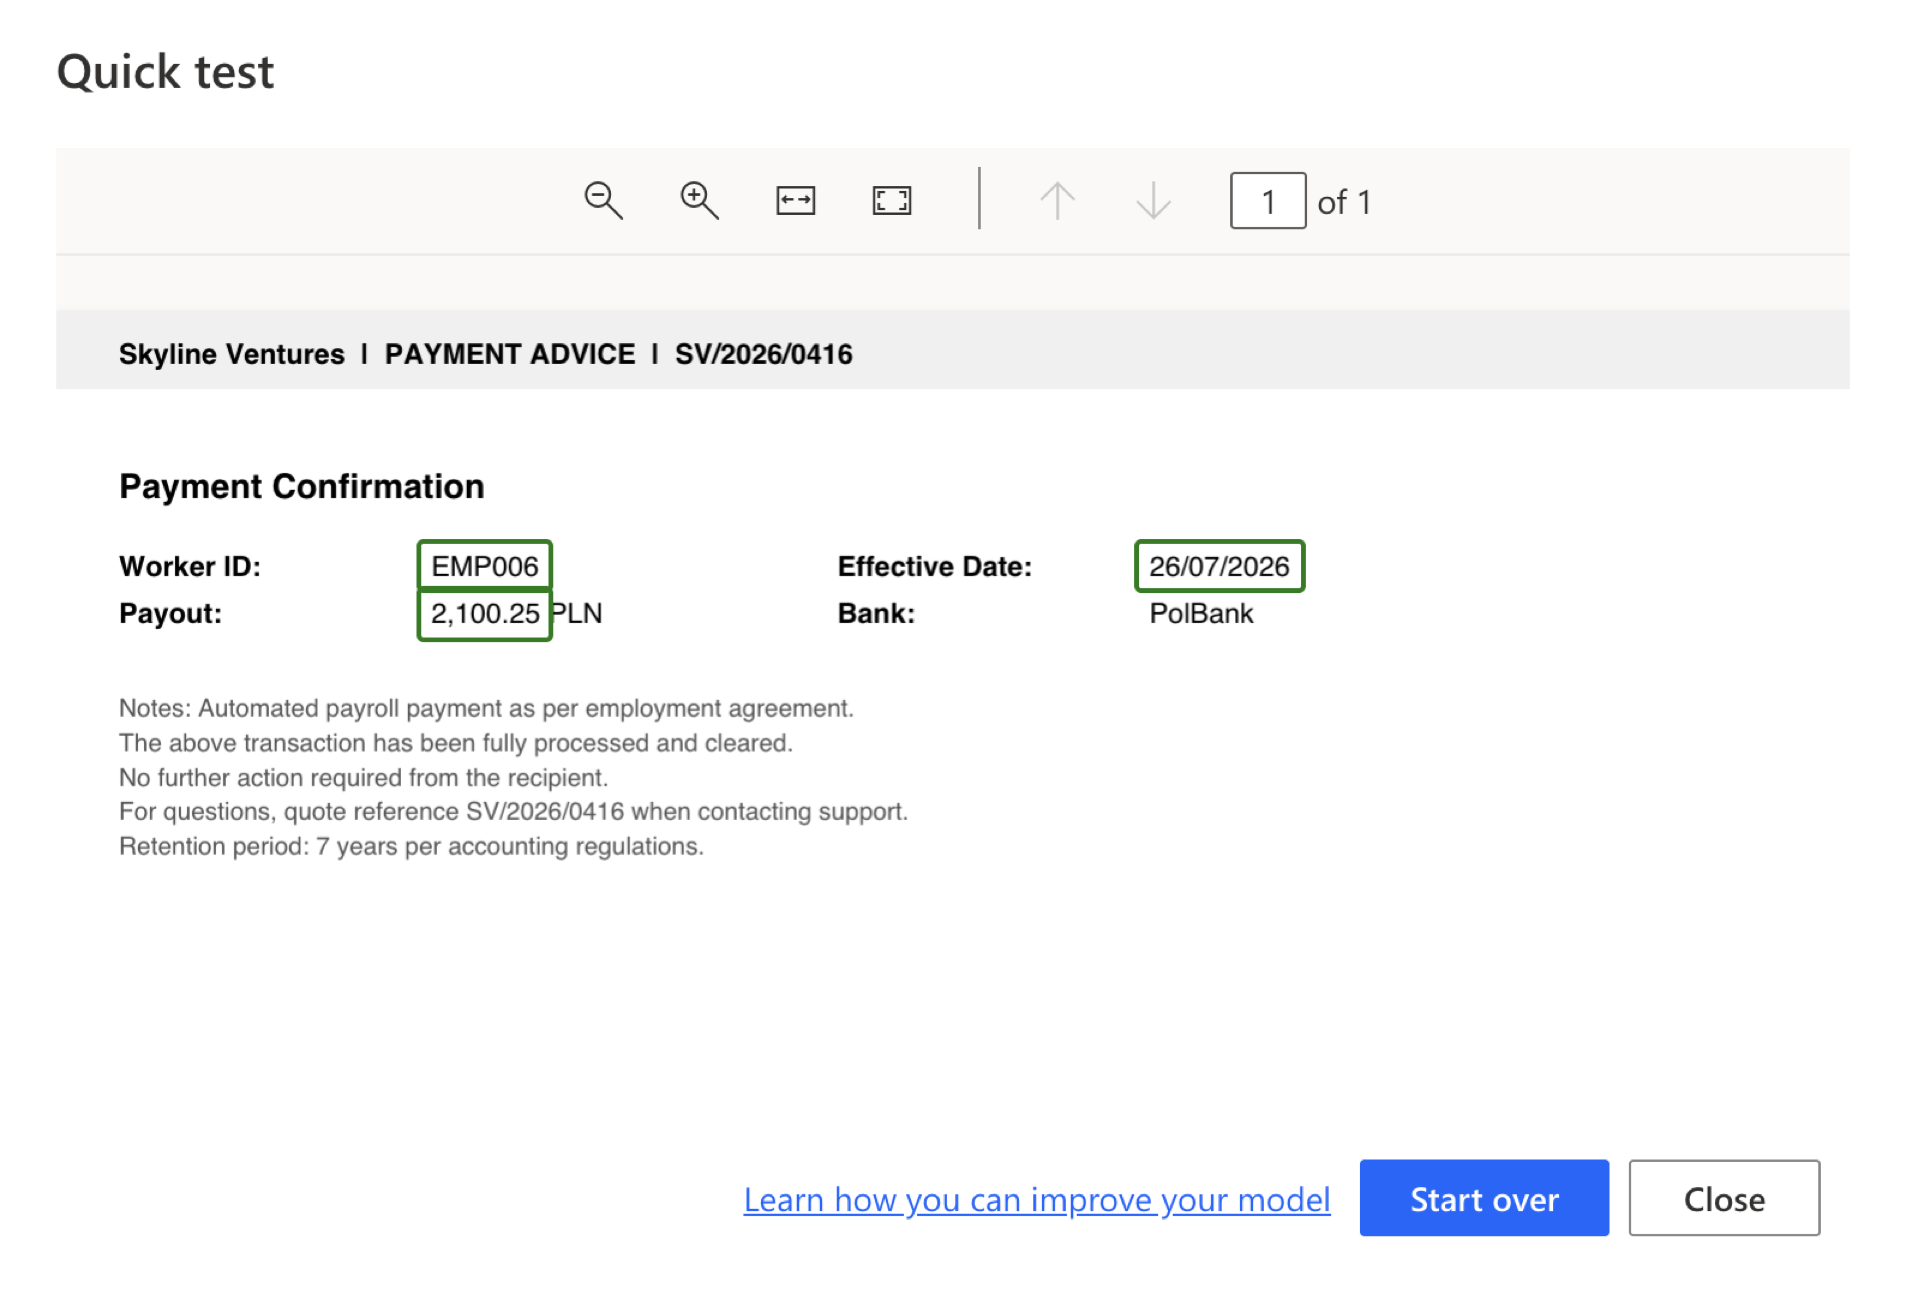 Quick test
1 of 1
Skyline Ventures | PAYMENT ADVICE | SV/2026/0416
Payment Confirmation
Worker ID: EMP006 Effective Date: 26/07/2026
Payout: 2,100.25 PLN Bank: PolBank
Notes: Automated payroll payment as per employment agreement.
The above transaction has been fully processed and cleared.
No further action required from the recipient.
For questions, quote reference SV/2026/0416 when contacting support.
Retention period: 7 years per accounting regulations.
Learn how you can improve your model Start over Close